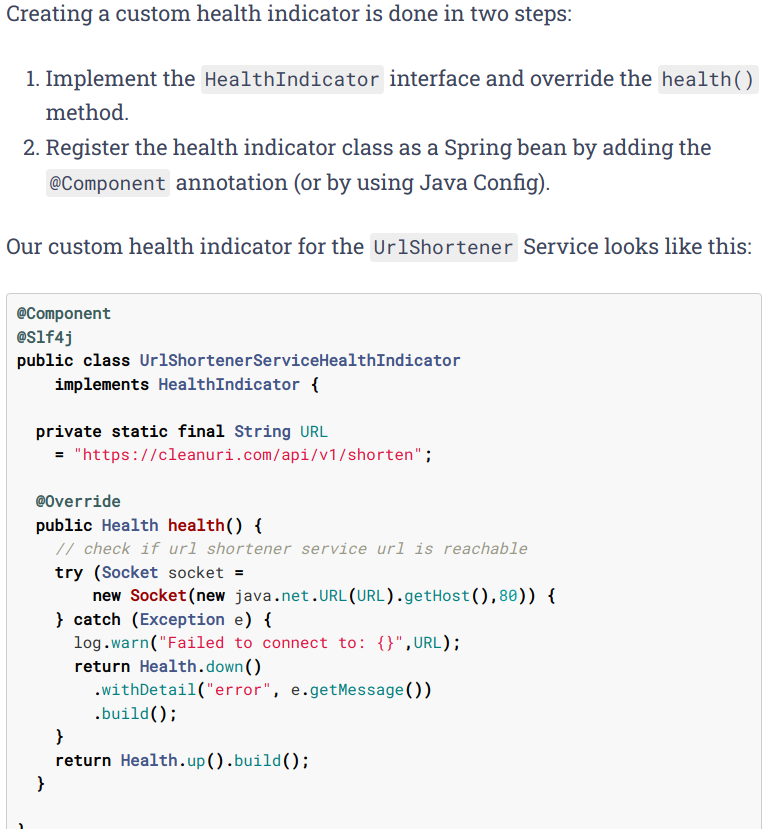 Creating a custom health indicator is done in two steps:
1. Implement the HealthIndicator interface and override the health()
method.
2. Register the health indicator class as a Spring bean by adding the
@Component annotation (or by using Java Config).
Our custom health indicator for the UrlShortener Service looks like this:
@Component
@Slf4j
public class UrlShortenerServiceHealthIndicator
    implements HealthIndicator {
  private static final String URL
    = "https://cleanuri.com/api/v1/shorten";
  @Override
  public Health health() {
    // check if url shortener service url is reachable
    try (Socket socket =
        new Socket(new java.net.URL(URL).getHost(),80)) {
    } catch (Exception e) {
      log.warn("Failed to connect to: {}",URL);
      return Health.down()
        .withDetail("error", e.getMessage())
        .build();
    }
    return Health.up().build();
  }
}